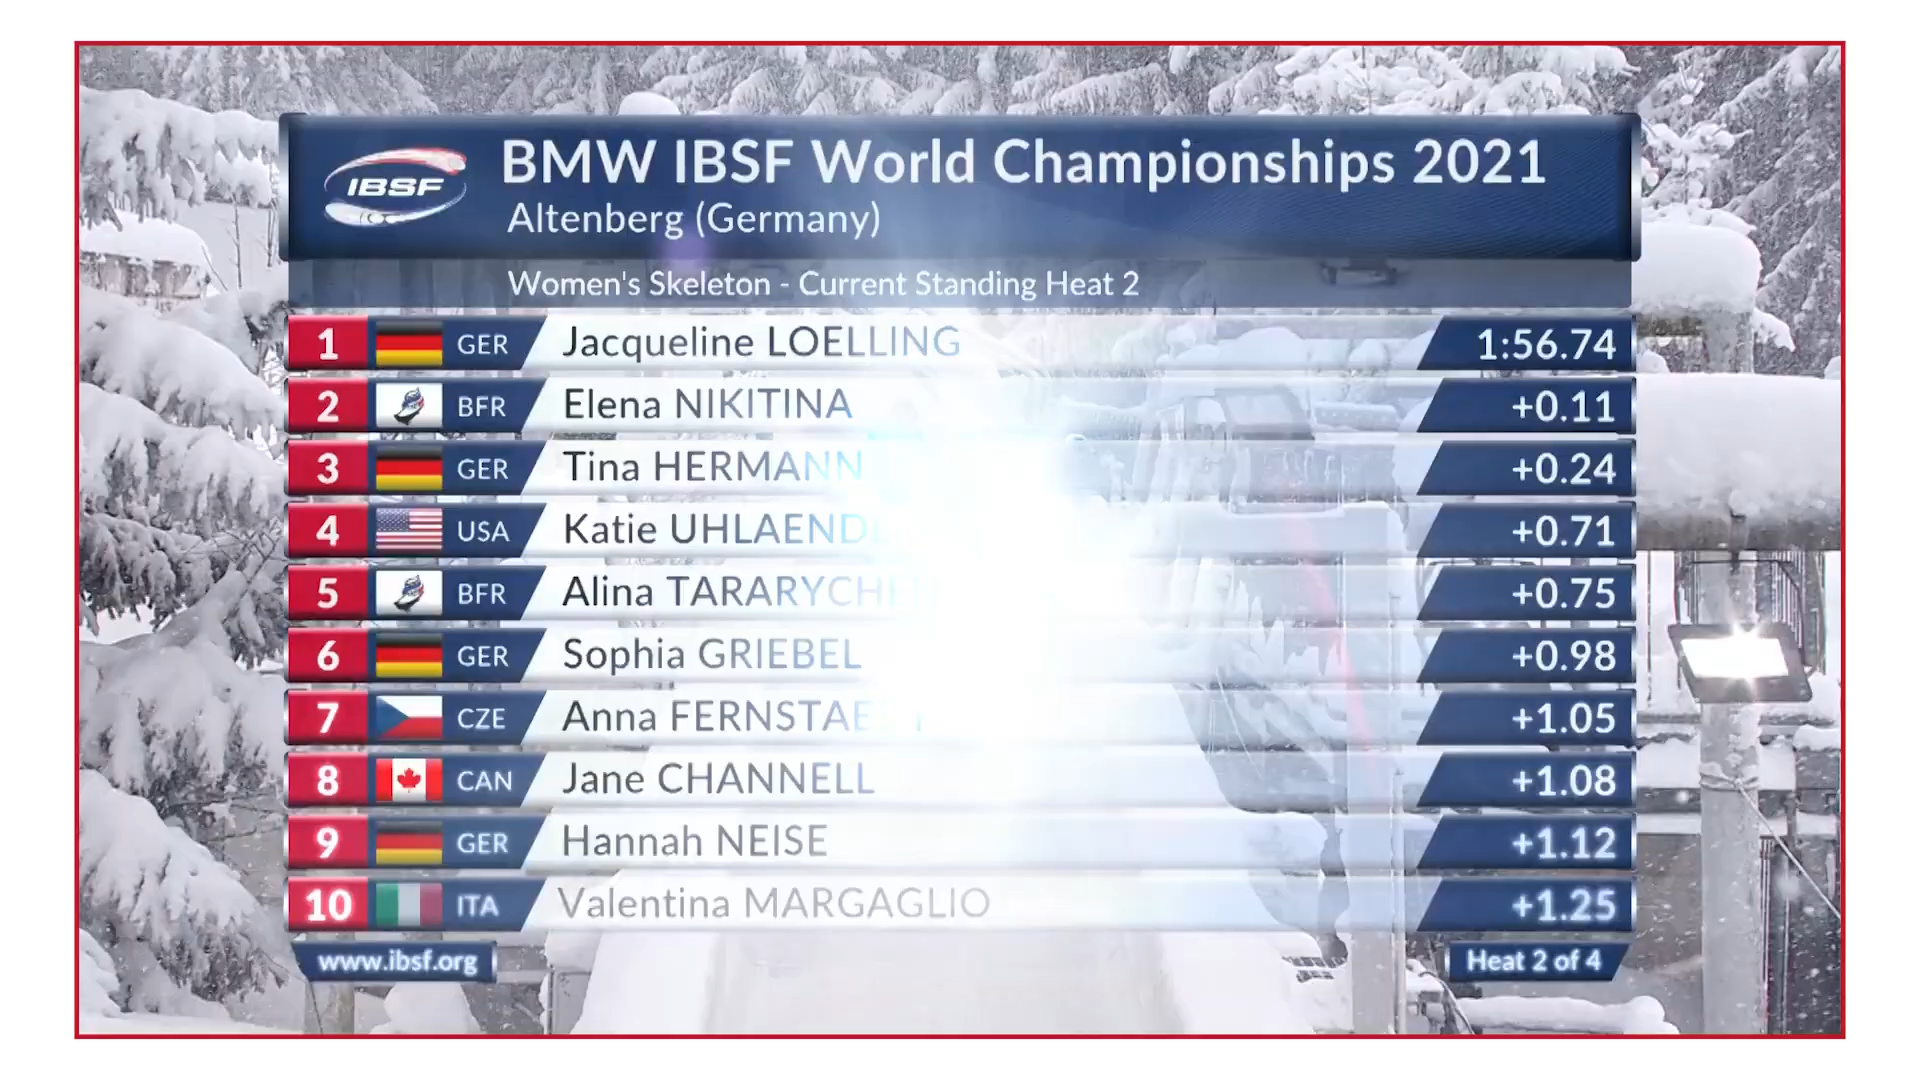 IBSF
BMW IBSF World Championships 2021
Altenberg (Germany)
Women's Skeleton - Current Standing Heat 2
1 GER Jacqueline LOELLING 1:56.74
2 BFR Elena NIKITINA +0.11
3 GER Tina HERMANN +0.24
4 USA Katie +0.71
5 BFR Alina +0.75
6 GER Sophia GRIEBEL +0.98
7 CZE Anna +1.05
8 CAN Jane CHANNELL +1.08
9 GER Hannah NEISE +1.12
10 ITA Valentina MARGAGLIO +1.25
www.ibsf.org
Heat 2 of 4